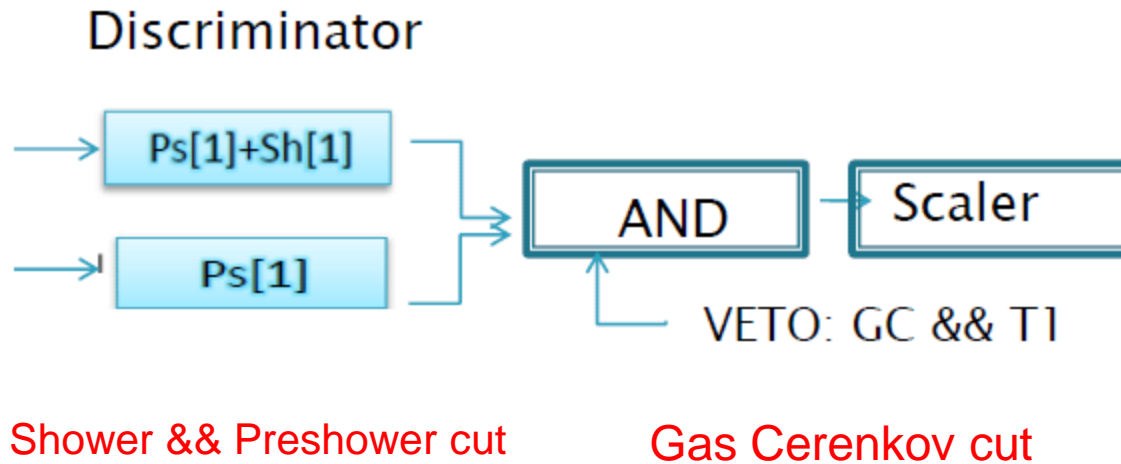 Discriminator
Ps[1]+Sh[1]
Ps[1]
AND
Scaler
VETO: GC && T1
Shower && Preshower cut
Gas Cerenkov cut